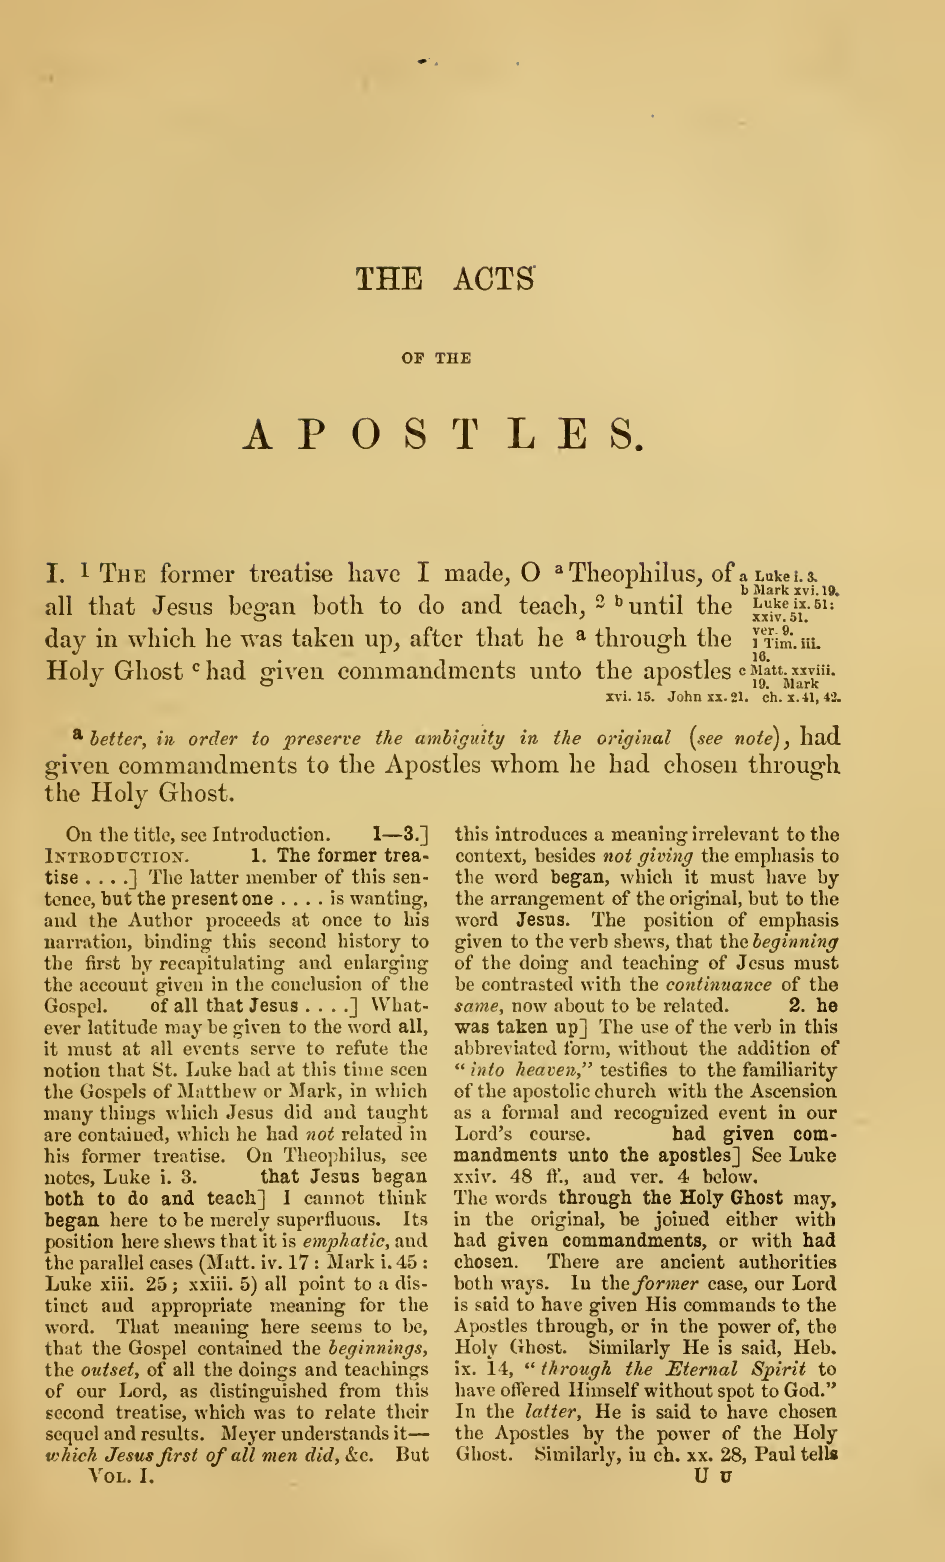 THE ACTS
OF THE
APOSTLES.
I. 1 THE former treatise have I made, O a Theophilus, of
all that Jesus began both to do and teach, 2 b until the
day in which he was taken up, after that he a through the
Holy Ghost c had given commandments unto the apostles
a Luke i. 3.
b Mark xvi. 19.
Luke ix. 51:
xxiv. 51.
ver. 9.
1 Tim. iii.
16.
c Matt. xxviii.
19. Mark
xvi. 15. John xx. 21. ch. x. 41, 42.
a better, in order to preserve the ambiguity in the original (see note), had
given commandments to the Apostles whom he had chosen through
the Holy Ghost.
On the title, see Introduction. 1—3.]
INTRODUCTION. 1. The former trea-
tise . . . .] The latter member of this sen-
tence, but the present one . . . . is wanting,
and the Author proceeds at once to his
narration, binding this second history to
the first by recapitulating and enlarging
the account given in the conclusion of the
Gospel. of all that Jesus . . . .] What-
ever latitude may be given to the word all,
it must at all events serve to refute the
notion that St. Luke had at this time seen
the Gospels of Matthew or Mark, in which
many things which Jesus did and taught
are contained, which he had not related in
his former treatise. On Theophilus, see
notes, Luke i. 3. that Jesus began
both to do and teach] I cannot think
began here to be merely superfluous. Its
position here shews that it is emphatic, and
the parallel cases (Matt. iv. 17 : Mark i. 45 :
Luke xiii. 25 ; xxiii. 5) all point to a dis-
tinct and appropriate meaning for the
word. That meaning here seems to be,
that the Gospel contained the beginnings,
the outset, of all the doings and teachings
of our Lord, as distinguished from this
second treatise, which was to relate their
sequel and results. Meyer understands it—
which Jesus first of all men did, &c. But
this introduces a meaning irrelevant to the
context, besides not giving the emphasis to
the word began, which it must have by
the arrangement of the original, but to the
word Jesus. The position of emphasis
given to the verb shews, that the beginning
of the doing and teaching of Jesus must
be contrasted with the continuance of the
same, now about to be related. 2. he
was taken up] The use of the verb in this
abbreviated form, without the addition of
“ into heaven,” testifies to the familiarity
of the apostolic church with the Ascension
as a formal and recognized event in our
Lord's course. had given com-
mandments unto the apostles] See Luke
xxiv. 48 ff., and ver. 4 below.
The words through the Holy Ghost may,
in the original, be joined either with
had given commandments, or with had
chosen. There are ancient authorities
both ways. In the former case, our Lord
is said to have given His commands to the
Apostles through, or in the power of, the
Holy Ghost. Similarly He is said, Heb.
ix. 14, “ through the Eternal Spirit to
have offered Himself without spot to God.”
In the latter, He is said to have chosen
the Apostles by the power of the Holy
Ghost. Similarly, in ch. xx. 28, Paul tells
VOL. I.
U u